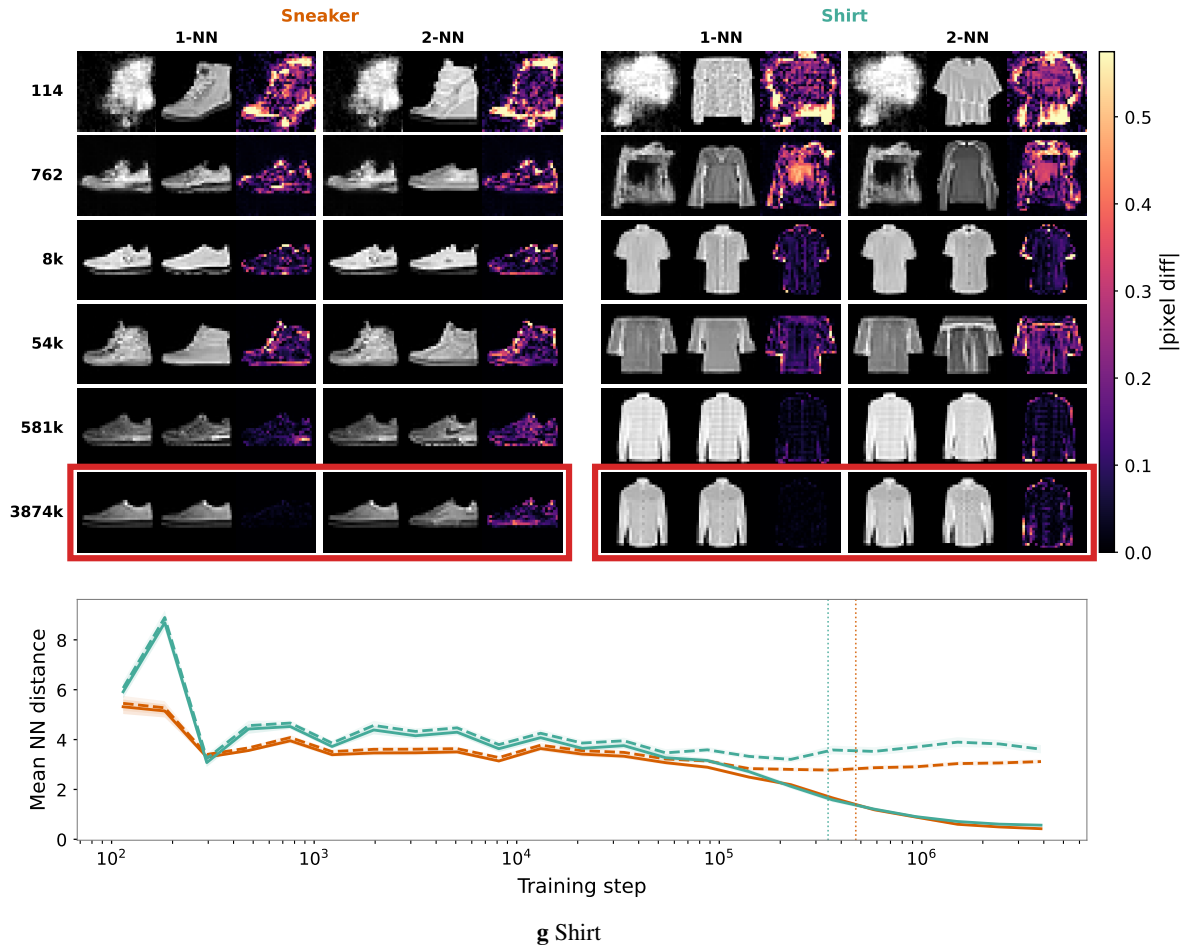 Sneaker
Shirt
1-NN
2-NN
1-NN
2-NN
114
762
8k
54k
581k
3874k
0.5
0.4
0.3
0.2
0.1
0.0
|pixel diff|
8
6
4
2
0
Mean NN distance
10²
10³
10⁴
10⁵
10⁶
Training step
g Shirt